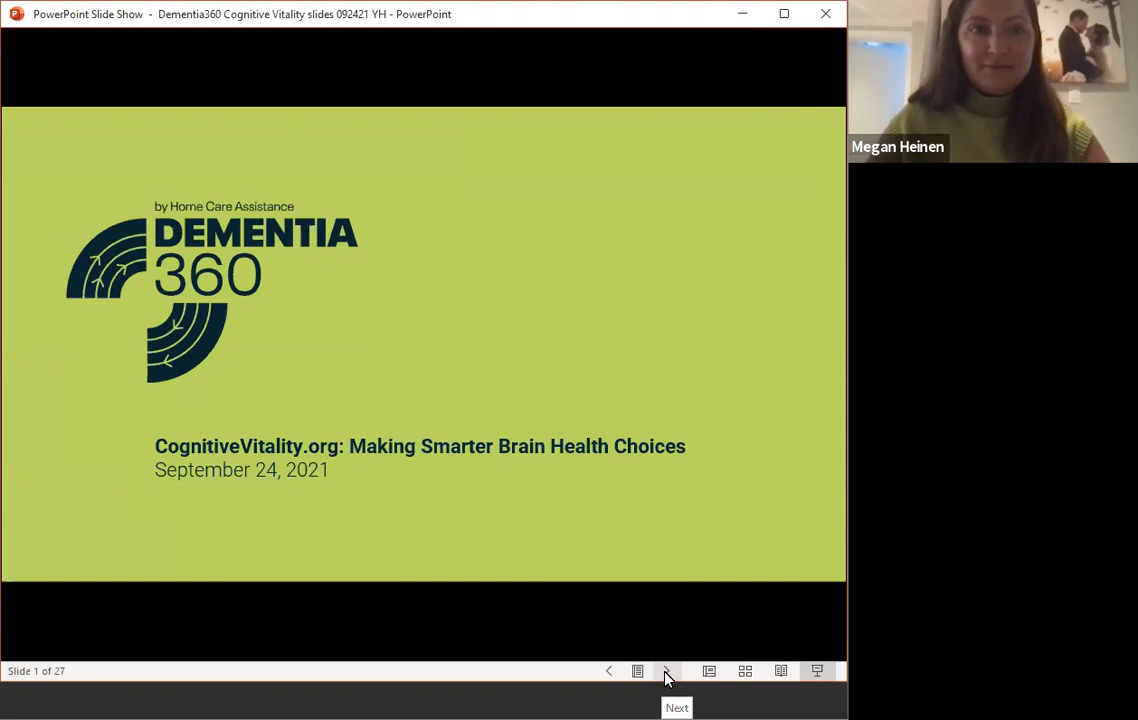 PowerPoint Slide Show - Dementia360 Cognitive Vitality slides 092421 YH - PowerPoint
Megan Heinen
by Home Care Assistance
DEMENTIA
360
CognitiveVitality.org: Making Smarter Brain Health Choices
September 24, 2021
Slide 1 of 27
Next